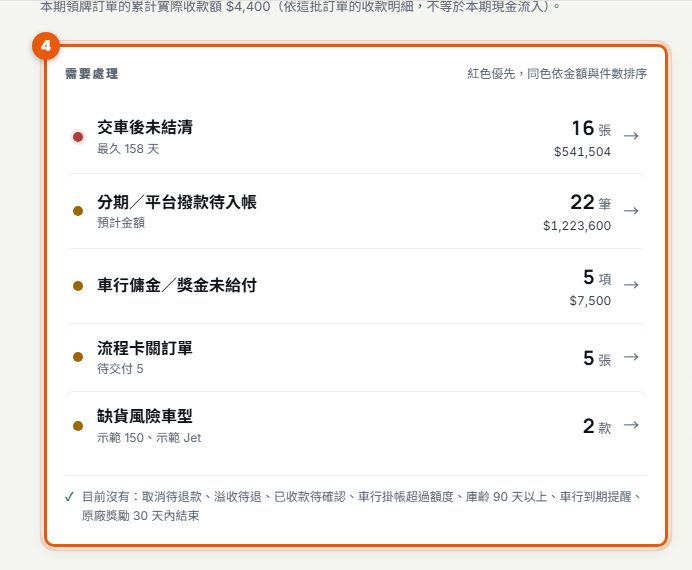 本期領牌訂單的累計實際收款額 $4,400（依這批訂單的收款明細，不等於本期現金流入）。
4
需要處理
紅色優先，同色依金額與件數排序
交車後未結清
16 張
最久 158 天
$541,504
→
分期／平台撥款待入帳
22 筆
預計金額
$1,223,600
→
車行傭金／獎金未給付
5 項
$7,500
→
流程卡關訂單
5 張
待交付 5
→
缺貨風險車型
2 款
示範 150、示範 Jet
→
✓ 目前沒有：取消待退款、溢收待退、已收款待確認、車行掛帳超過額度、庫齡 90 天以上、車行到期提醒、
原廠獎勵 30 天內結束